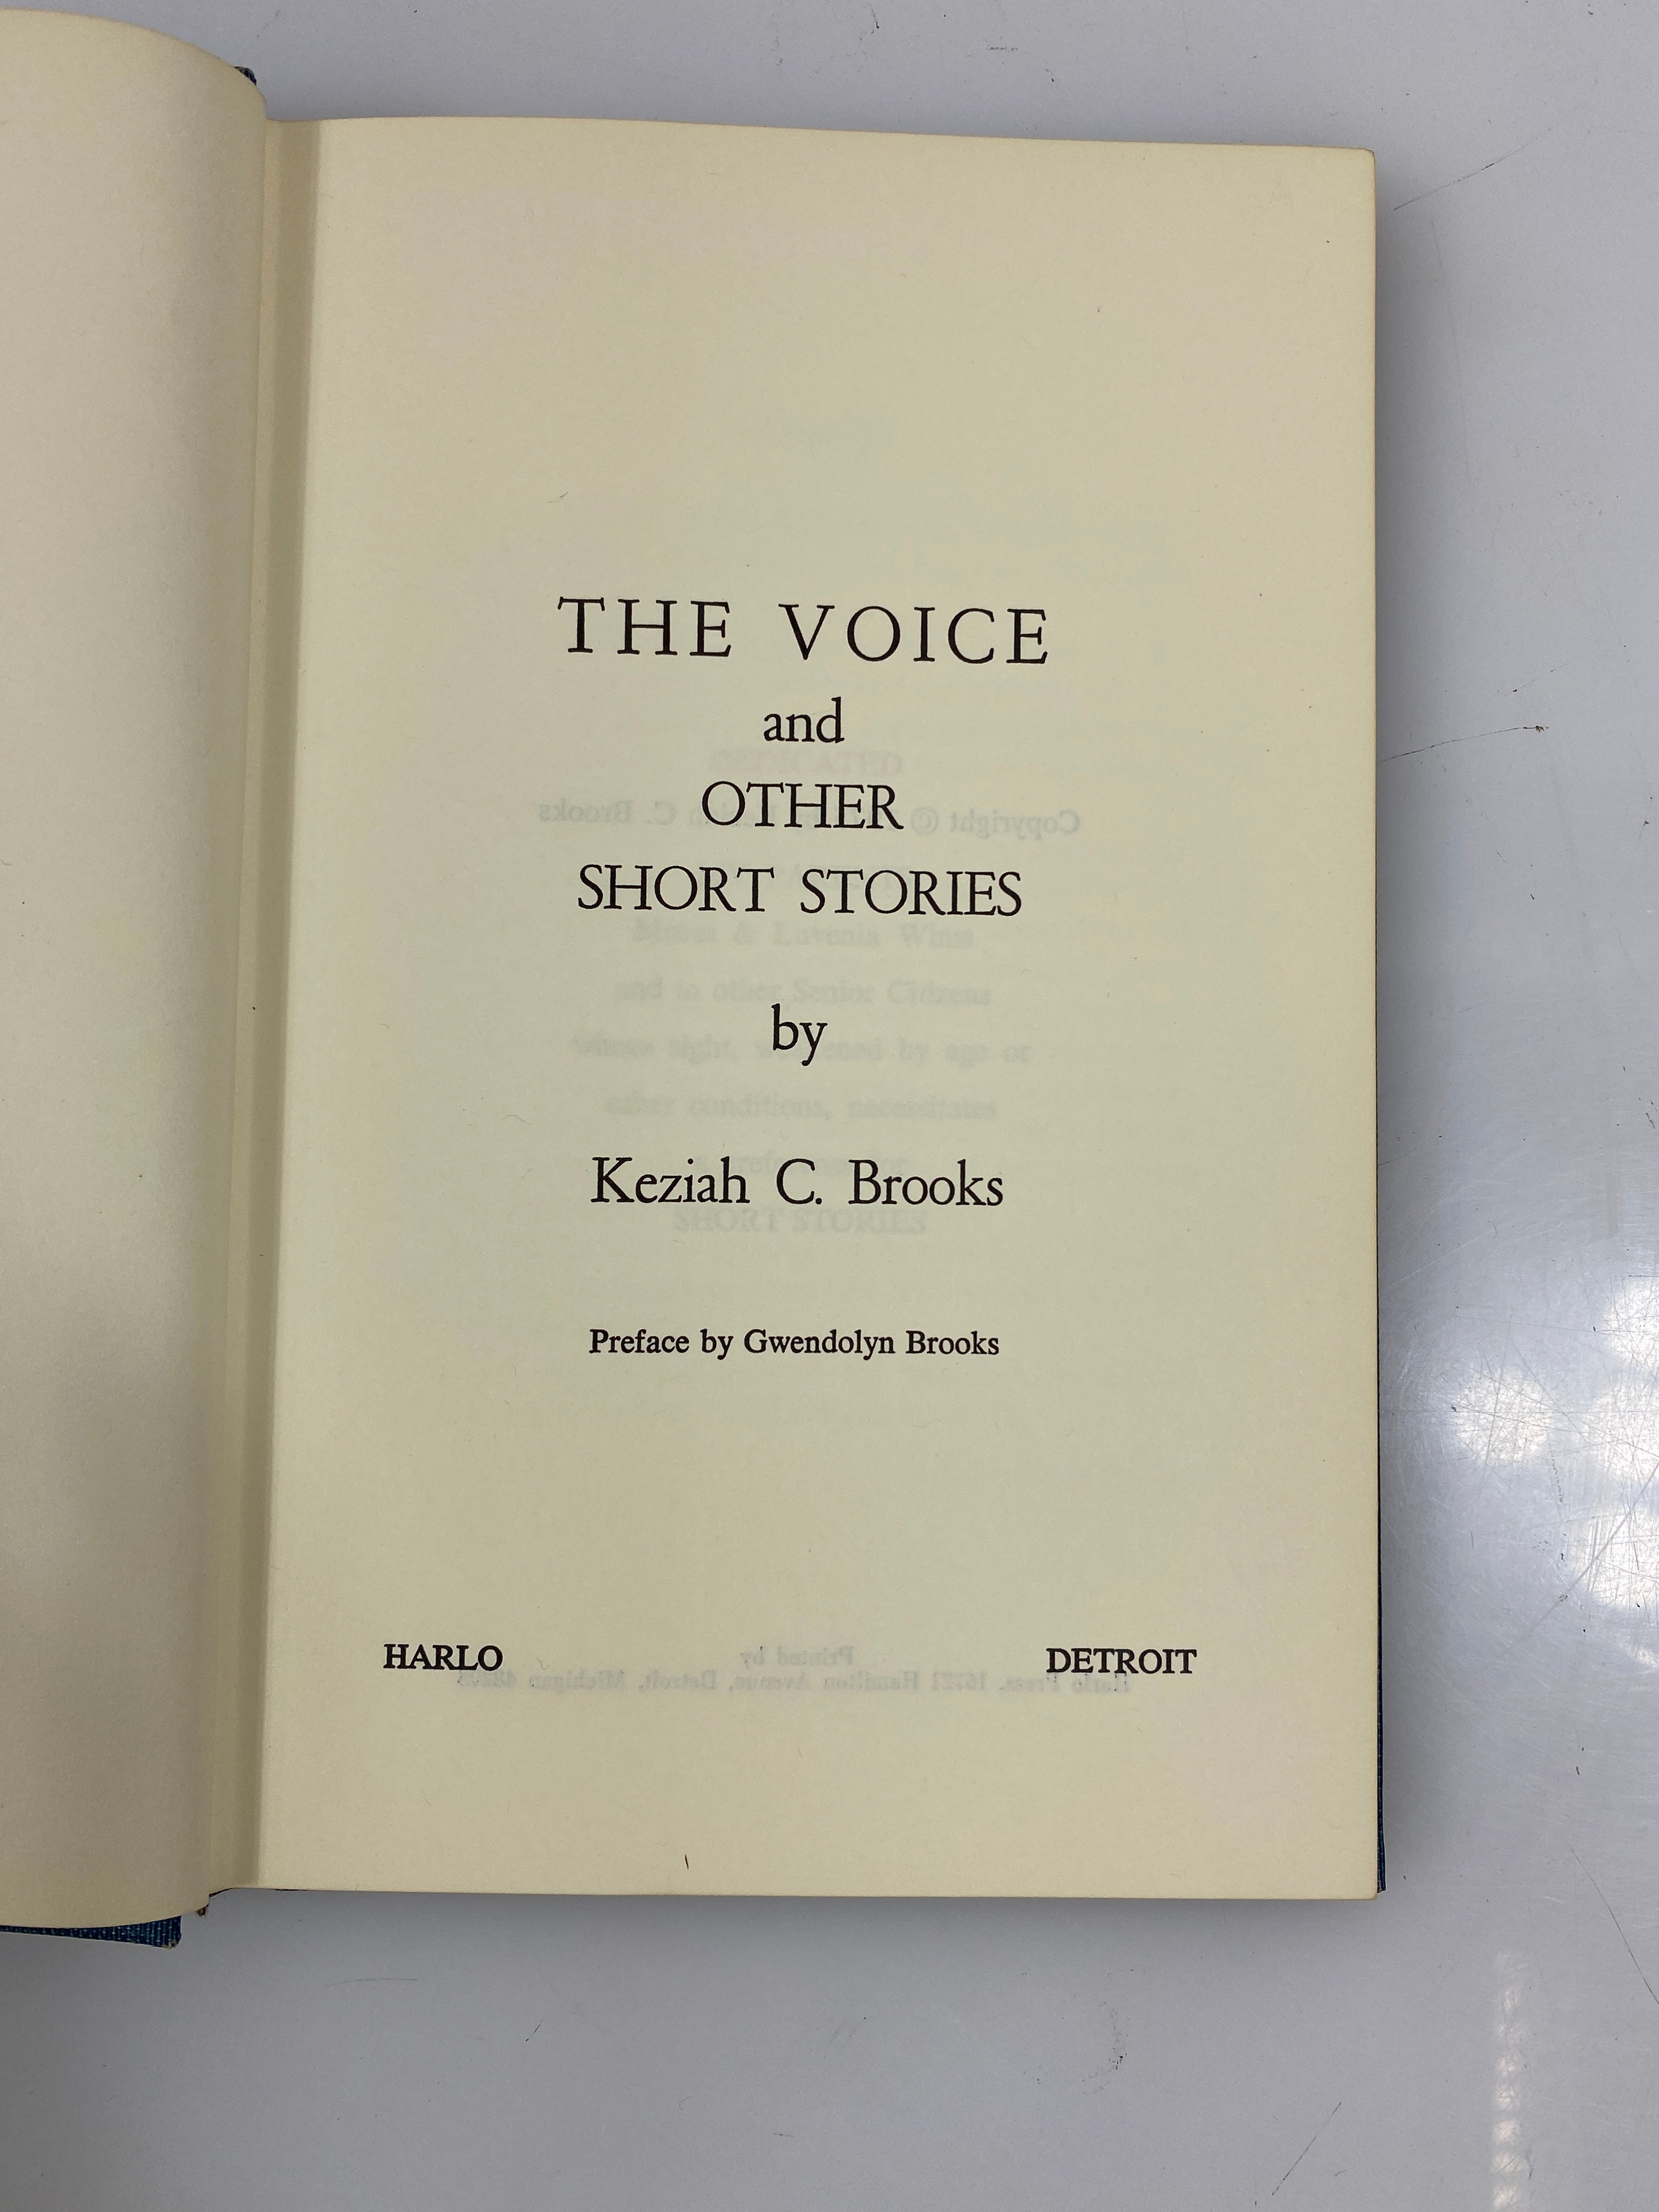 THE VOICE
and
OTHER
SHORT STORIES
by
Keziah C. Brooks
Preface by Gwendolyn Brooks
HARLO DETROIT